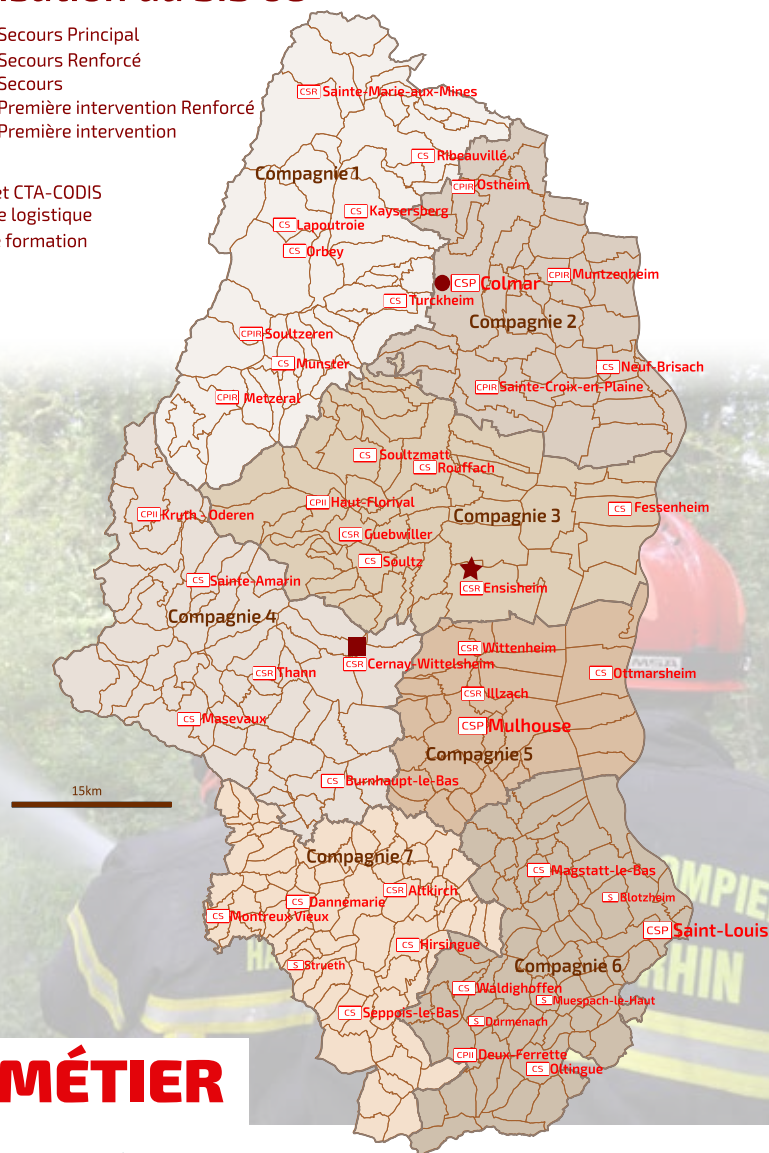 Secours Principal
Secours Renforcé
Secours
Première intervention Renforcé
Première intervention
et CTA-CODIS
logistique
formation
CSR Sainte-Marie-aux-Mines
CS Ribeauvillé
Compagnie 1
CPIR Ostheim
CS Kaysersberg
CS Lapoutroie
CS Orbey
CPIR Muntzenheim
CSP Colmar
CS Turckheim
Compagnie 2
CPIR Soultzeren
CS Munster
CS Neuf-Brisach
CPIR Sainte-Croix-en-Plaine
CPIR Metzeral
CS Soultzmatt
CS Rouffach
CPII Haut-Florival
CS Fessenheim
CPII Kruth - Oderen
Compagnie 3
CSR Guebwiller
CS Soultz
CS Sainte-Amarin
CSR Ensisheim
Compagnie 4
CSR Wittenheim
CSR Cernay-Wittelsheim
CSR Thann
CS Ottmarsheim
MSA
CSR Illzach
CS Masevaux
CSP Mulhouse
Compagnie 5
CS Burnhaupt-le-Bas
15km
Compagnie 7
CS Magstatt-le-Bas
OMPIE
CSR Altkirch
S Blotzheim
CS Dannemarie
CS Montreux Vieux
CSP Saint-Louis
CS Hirsingue
HA
S Strueth
Compagnie 6
RHIN
CS Waldighoffen
S Muespach-le-Haut
CS Seppois-le-Bas
S Durmenach
CPII Deux-Ferrette
CS Oltingue
MÉTIER